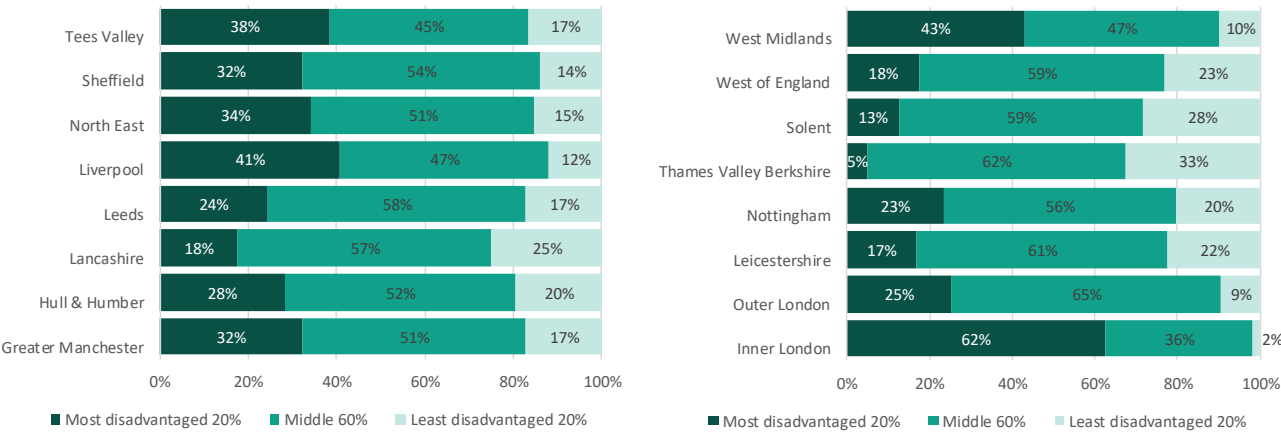 Tees Valley 38% 45% 17%
Sheffield 32% 54% 14%
North East 34% 51% 15%
Liverpool 41% 47% 12%
Leeds 24% 58% 17%
Lancashire 18% 57% 25%
Hull & Humber 28% 52% 20%
Greater Manchester 32% 51% 17%
0% 20% 40% 60% 80% 100%
Most disadvantaged 20% Middle 60% Least disadvantaged 20%
West Midlands 43% 47% 10%
West of England 18% 59% 23%
Solent 13% 59% 28%
Thames Valley Berkshire 5% 62% 33%
Nottingham 23% 56% 20%
Leicestershire 17% 61% 22%
Outer London 25% 65% 9%
Inner London 62% 36% 2%
0% 20% 40% 60% 80% 100%
Most disadvantaged 20% Middle 60% Least disadvantaged 20%